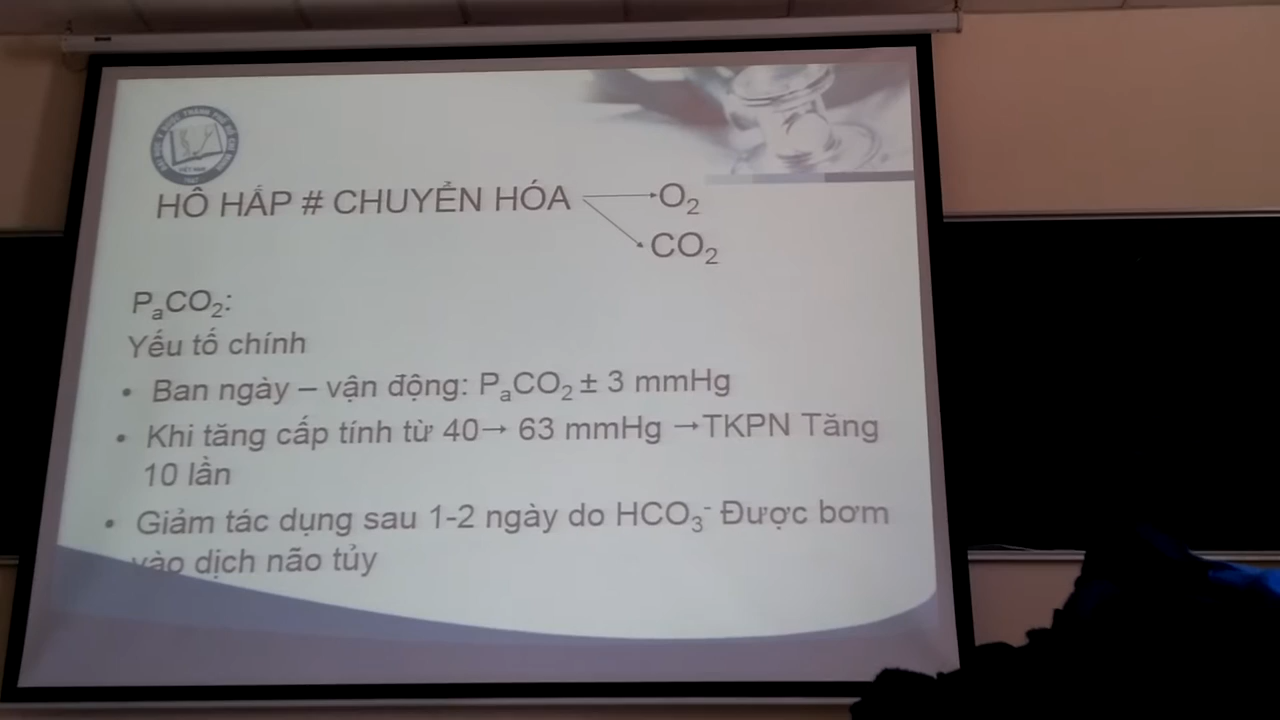 HÔ HẤP # CHUYỂN HÓA → O₂
→ CO₂
PₐCO₂:
Yếu tố chính
• Ban ngày – vận động: PₐCO₂ ± 3 mmHg
• Khi tăng cấp tính từ 40→ 63 mmHg →TKPN Tăng
10 lần
• Giảm tác dụng sau 1-2 ngày do HCO₃⁻ Được bơm
vào dịch não tủy